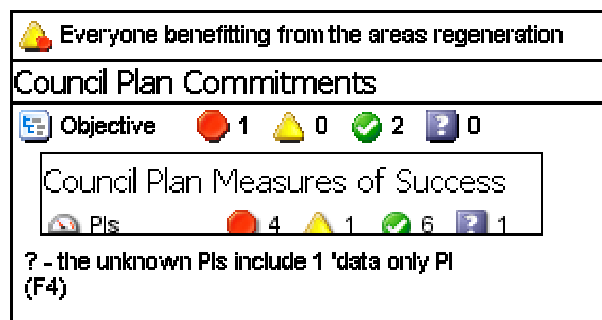 Everyone benefitting from the areas regeneration
Council Plan Commitments
Objective 1 0 2 ? 0
Council Plan Measures of Success
PIs 4 1 6 ? 1
? - the unknown PIs include 1 'data only PI
(F4)